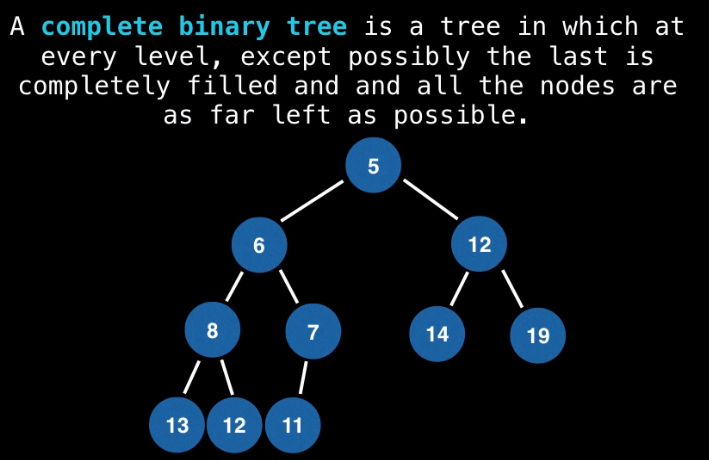 A complete binary tree is a tree in which at
every level, except possibly the last is
completely filled and and all the nodes are
as far left as possible.
5
6
12
8
7
14
19
13
12
11